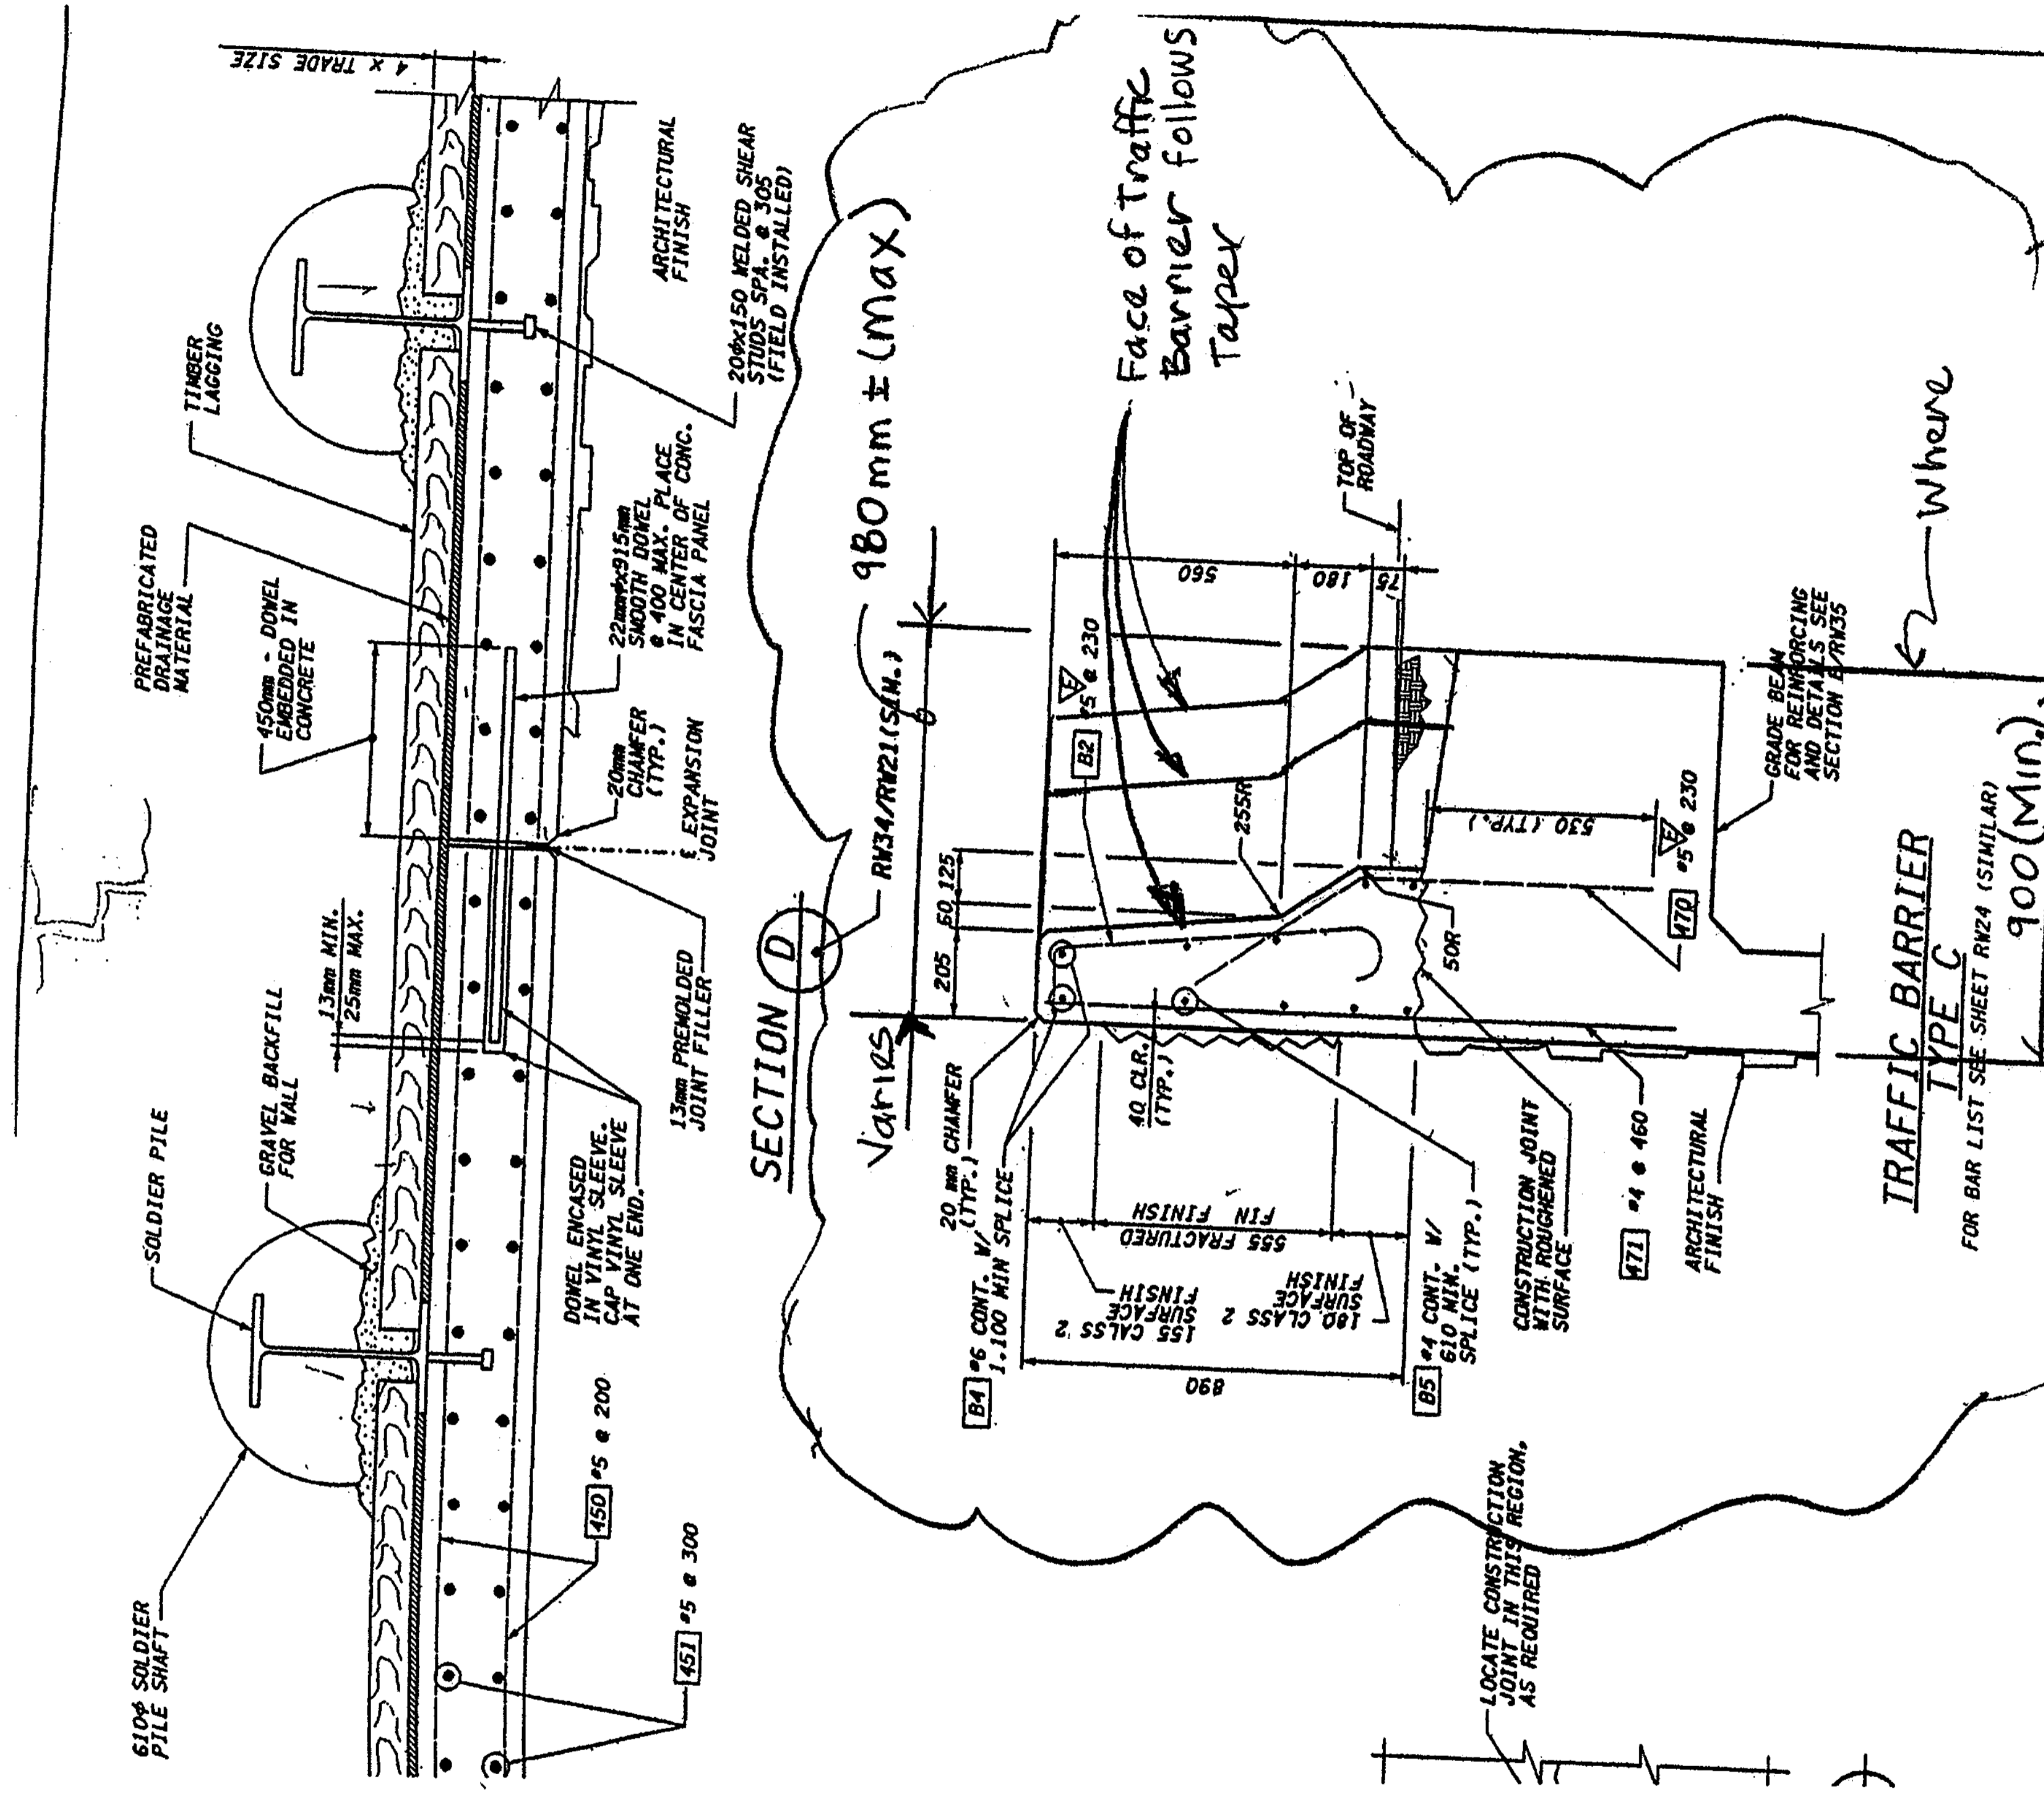 4 x TRADE SIZE
TIMBER
LAGGING
PREFABRICATED
DRAINAGE
MATERIAL
450mm - DOWEL
EMBEDDED IN
CONCRETE
13mm MIN.
25mm MAX.
GRAVEL BACKFILL
FOR WALL
SOLDIER PILE
610ф SOLDIER
PILE SHAFT
ARCHITECTURAL
FINISH
20фx150 WELDED SHEAR
STUDS SPA. @ 305
(FIELD INSTALLED)
22mmфx915mm
SMOOTH DOWEL
@ 400 MAX. PLACE
IN CENTER OF CONC.
FASCIA PANEL
20mm
CHAMFER
(TYP.)
℄ EXPANSION
JOINT
13mm PREMOLDED
JOINT FILLER
DOWEL ENCASED
IN VINYL SLEEVE.
CAP VINYL SLEEVE
AT ONE END.
450 #5 @ 200
451 #5 @ 300
SECTION D
RW34/RW21(SIM.)
980mm ± (Max)
Varies
Face of Traffic
Barrier follows
Taper
TOP OF
ROADWAY
560
180
75
E
#5 @ 230
B2
255R
205 60 125
20 mm CHAMFER
(TYP.)
B4 #6 CONT. W/
1.100 MIN SPLICE
40 CLR.
(TYP.)
50R
530 (TYP.)
E
470 #5 @ 230
GRADE BEAM
FOR REINFORCING
AND DETAILS SEE
SECTION E/RW35
155 CALSS 2
SURFACE
FINSIH
555 FRACTURED
FIN FINISH
180 CLASS 2
SURFACE
FINISH
890
B5 #4 CONT. W/
610 MIN.
SPLICE (TYP.)
CONSTRUCTION JOINT
WITH ROUGHENED
SURFACE
471 #4 @ 460
ARCHITECTURAL
FINISH
Where
TRAFFIC BARRIER
TYPE C
FOR BAR LIST SEE SHEET RW24 (SIMILAR)
900 (Min).
LOCATE CONSTRUCTION
JOINT IN THIS REGION,
AS REQUIRED